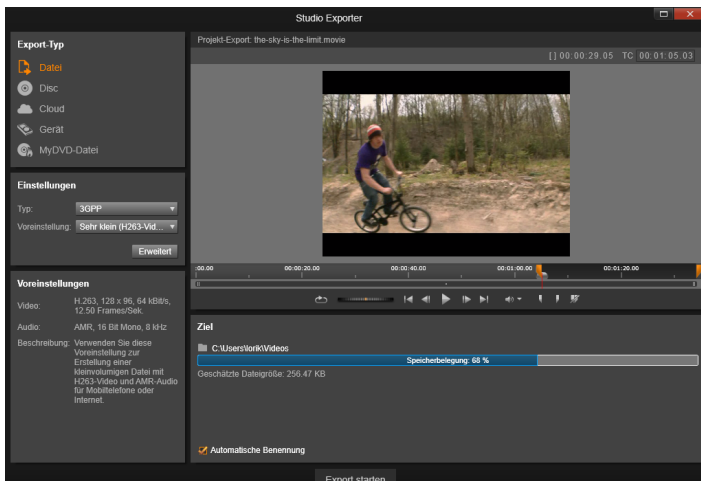 Studio Exporter
Export-Typ
Datei
Disc
Cloud
Gerät
MyDVD-Datei
Einstellungen
Typ: 3GPP
Voreinstellung: Sehr klein (H263-Vid...
Erweitert
Voreinstellungen
Video: H.263, 128 x 96, 64 kBit/s,
12.50 Frames/Sek.
Audio: AMR, 16 Bit Mono, 8 kHz
Beschreibung: Verwenden Sie diese
Voreinstellung zur
Erstellung einer
kleinvolumigen Datei mit
H263-Video und AMR-Audio
für Mobiltelefone oder
Internet.
Projekt-Export: the-sky-is-the-limit.movie
[ ] 00:00:29.05 TC 00:01:05.03
:00.00 00:00:20.00 00:00:40.00 00:01:00.00 00:01:20.00
Ziel
C:\Users\lorik\Videos
Speicherbelegung: 68 %
Geschätzte Dateigröße: 256.47 KB
Automatische Benennung
Export starten